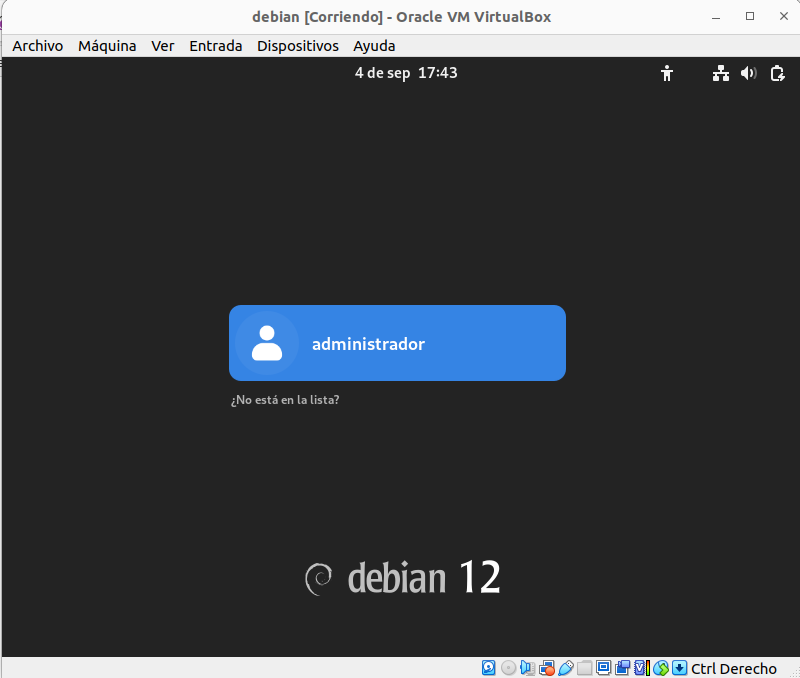 debian [Corriendo] - Oracle VM VirtualBox
Archivo Máquina Ver Entrada Dispositivos Ayuda
4 de sep 17:43
administrador
¿No está en la lista?
debian 12
Ctrl Derecho